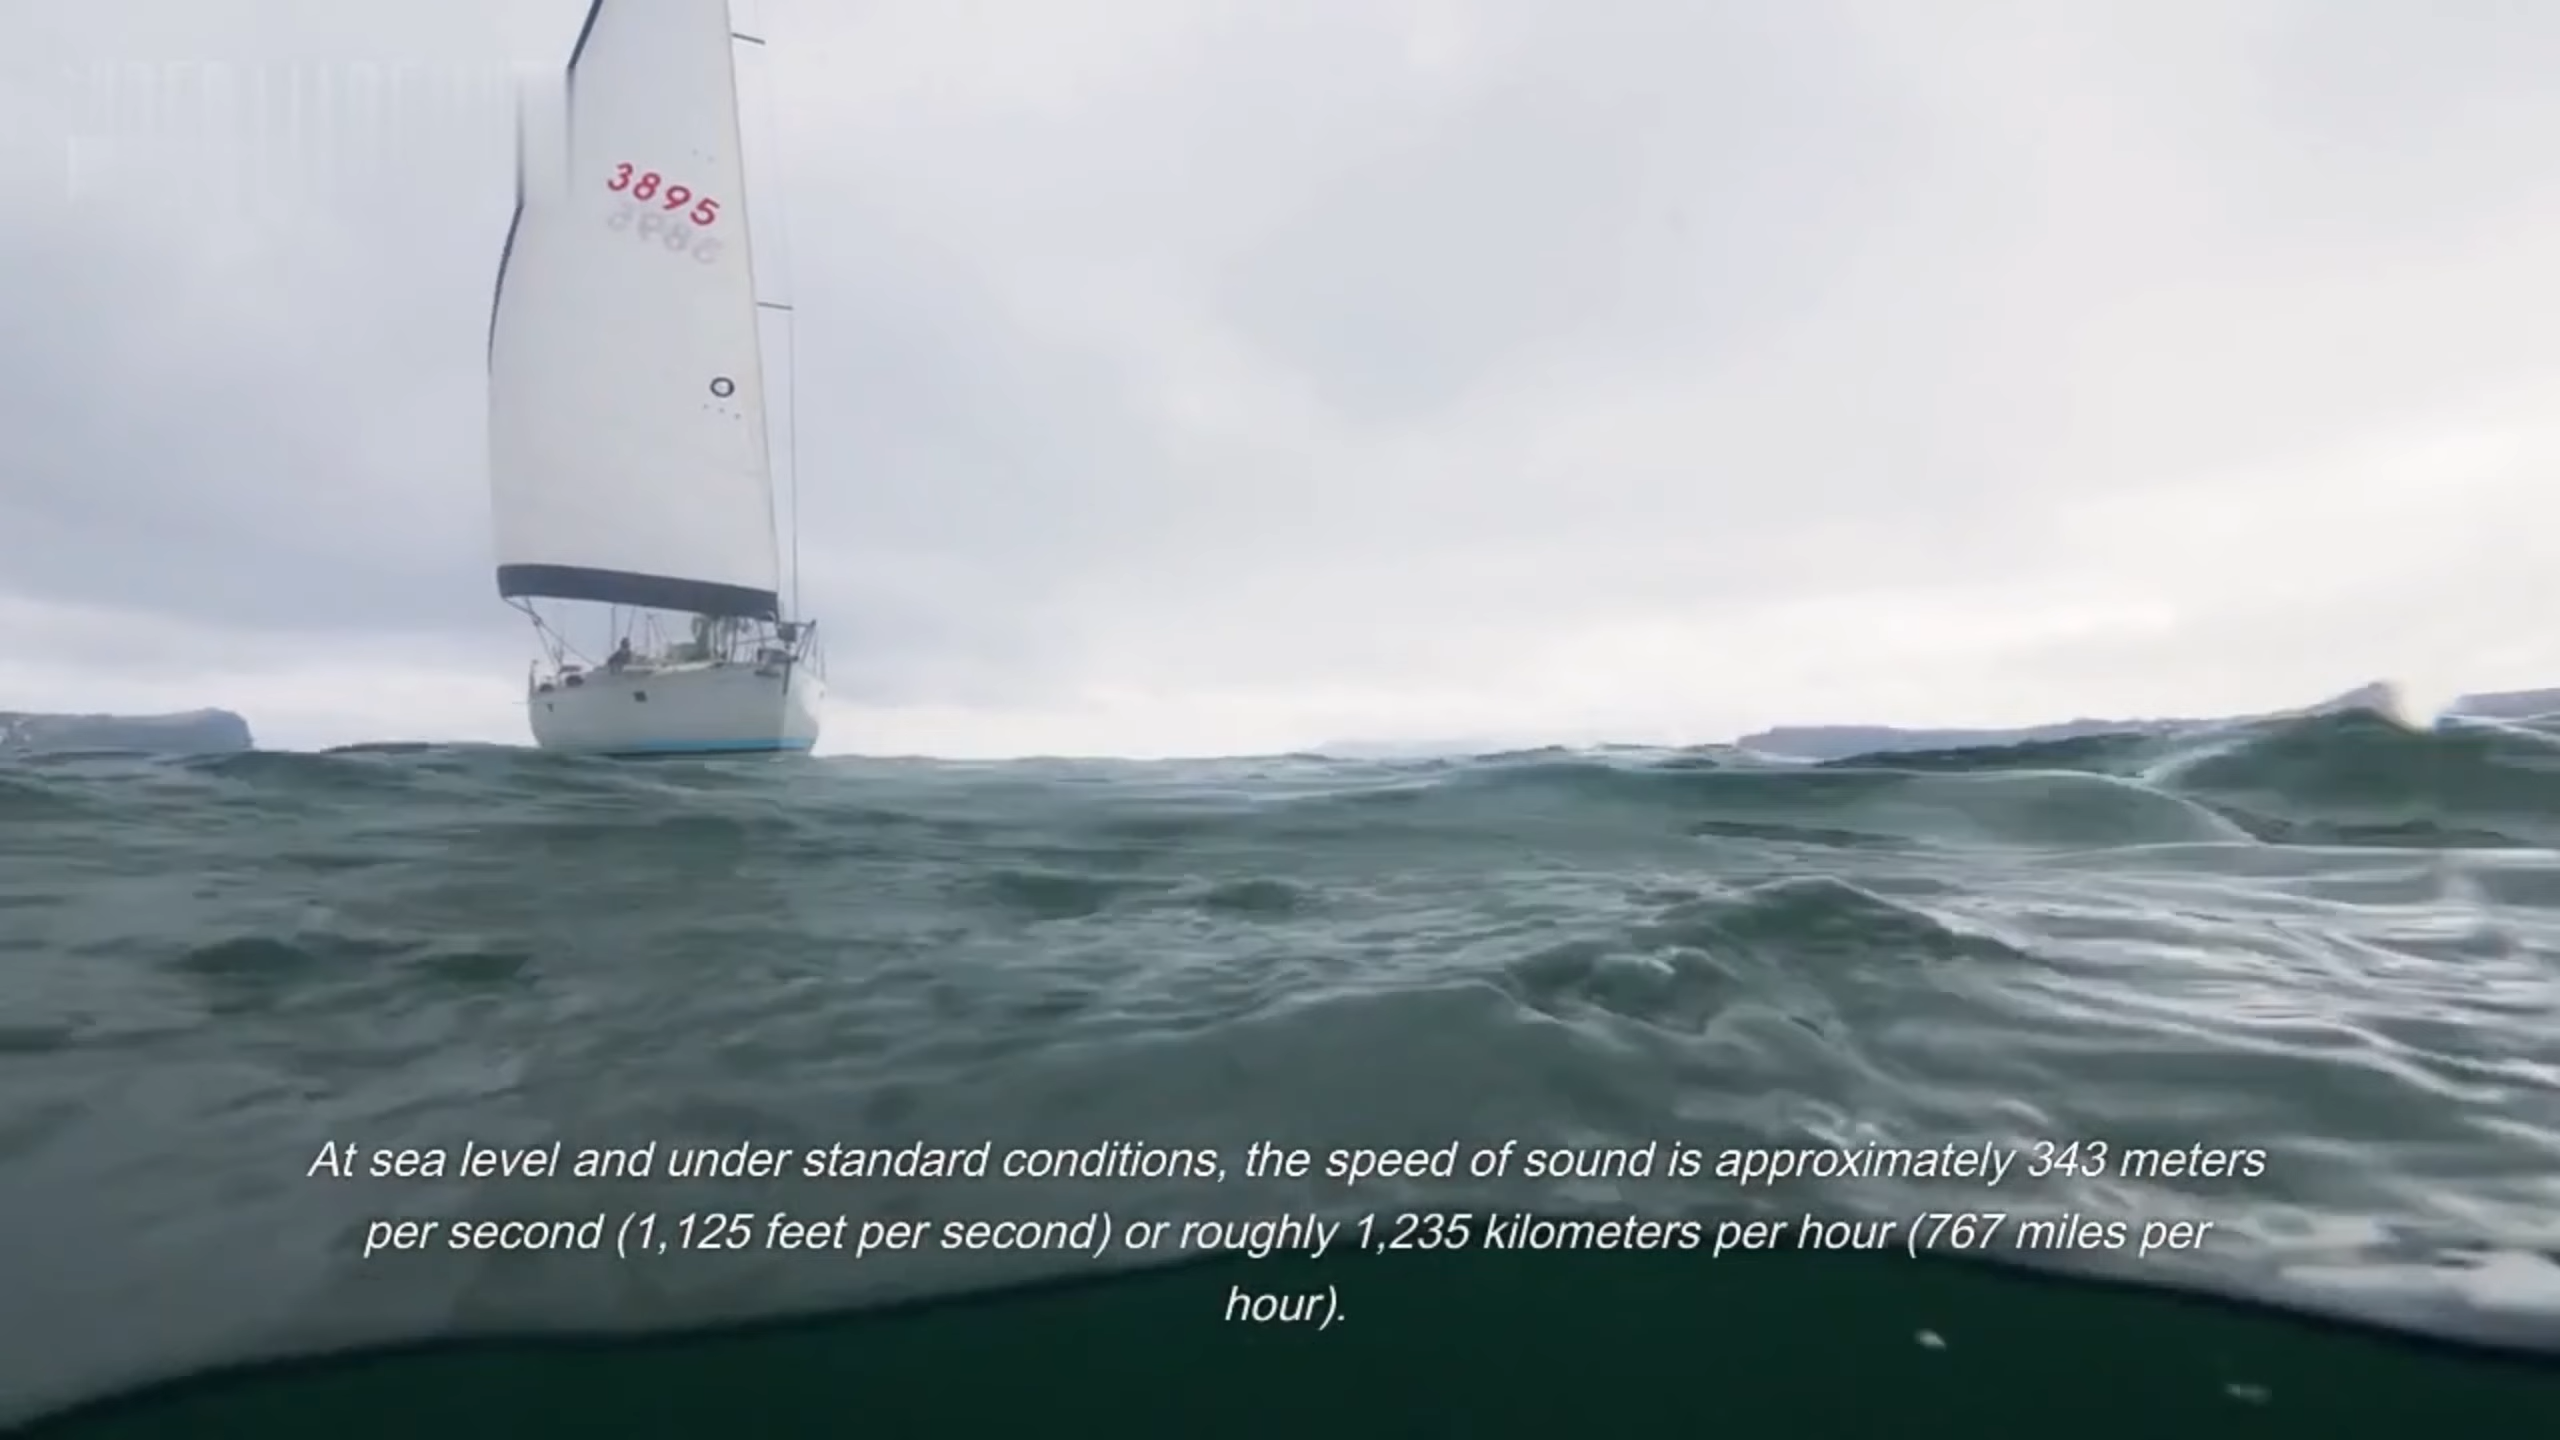 3895
At sea level and under standard conditions, the speed of sound is approximately 343 meters
per second (1,125 feet per second) or roughly 1,235 kilometers per hour (767 miles per
hour).